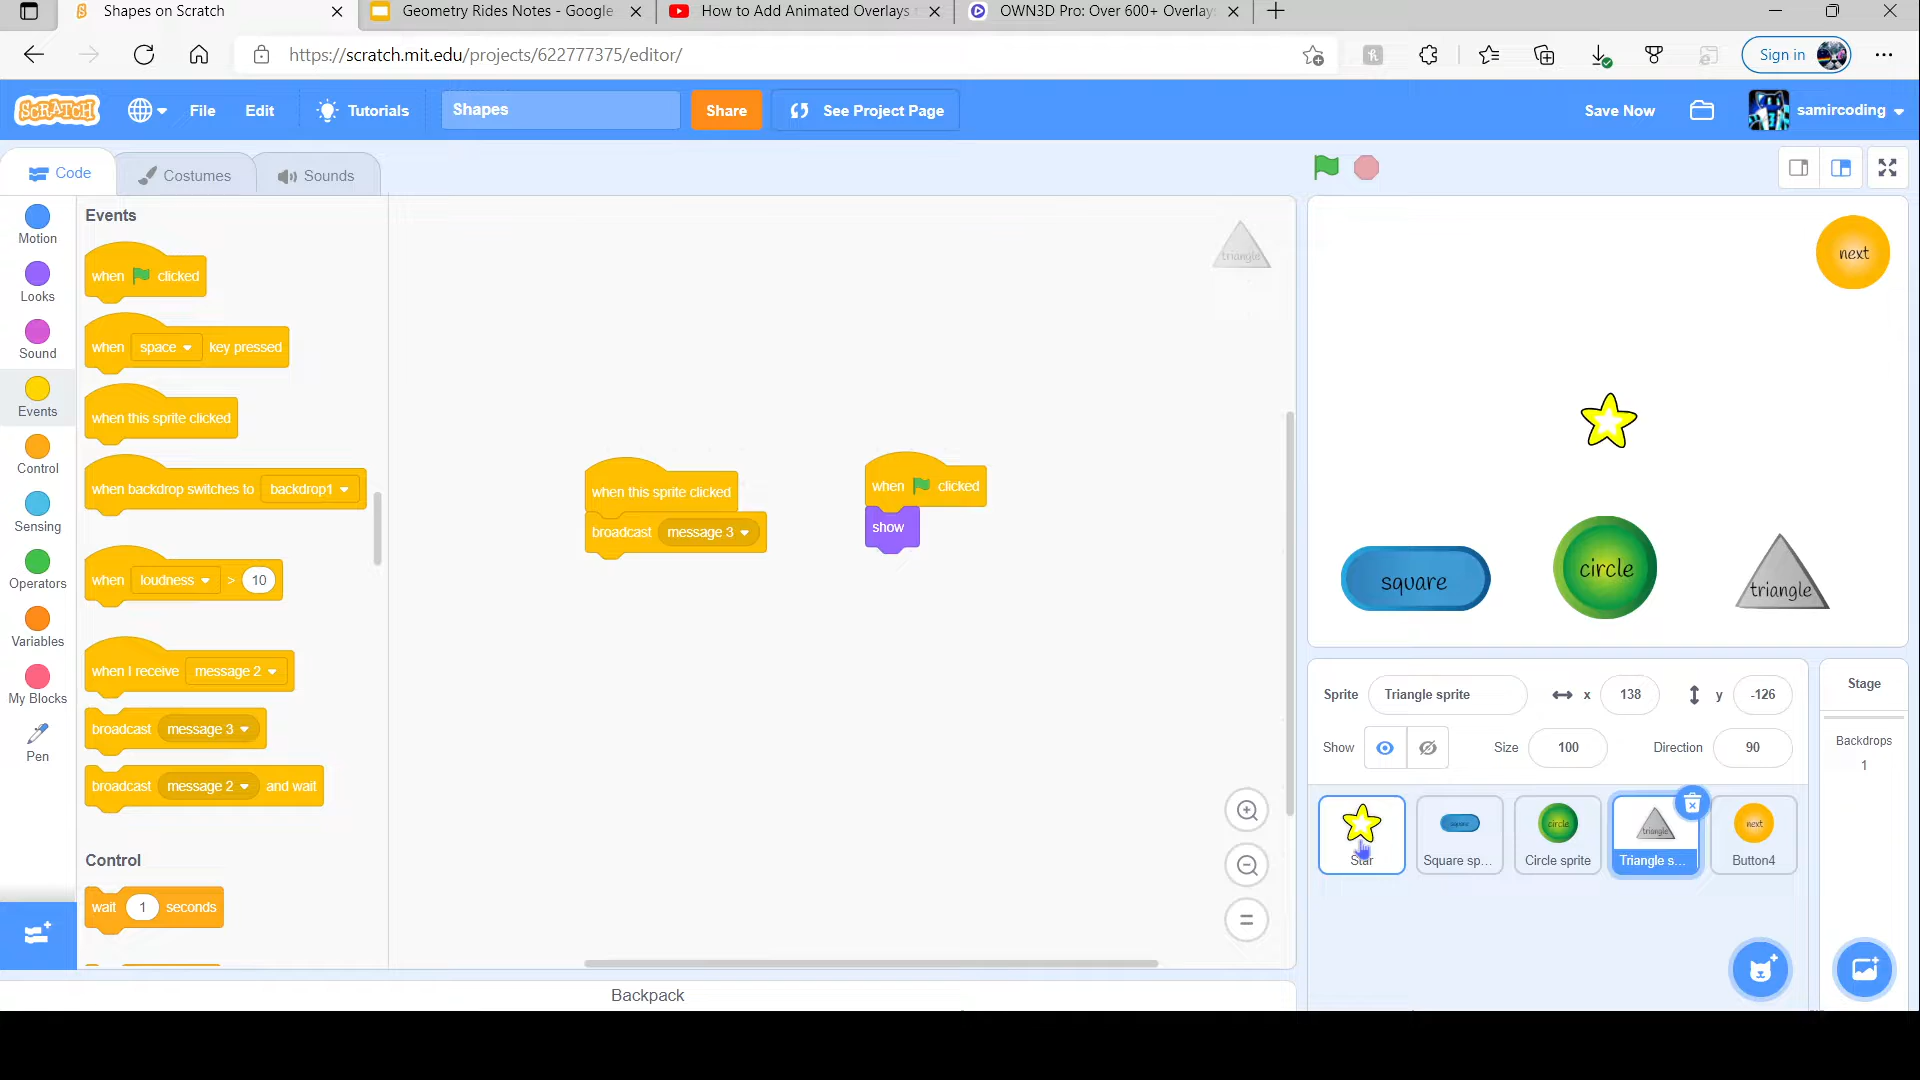 Shapes on Scratch
Geometry Rides Notes - Google
How to Add Animated Overlays
OWN3D Pro: Over 600+ Overlay
https://scratch.mit.edu/projects/622777375/editor/
Sign in
SCRATCH
File
Edit
Tutorials
Shapes
Share
See Project Page
Save Now
samircoding
Code
Costumes
Sounds
Motion
Looks
Sound
Events
Control
Sensing
Operators
Variables
My Blocks
Pen
Events
when clicked
when space key pressed
when this sprite clicked
when backdrop switches to backdrop1
when loudness > 10
when I receive message 2
broadcast message 3
broadcast message 2 and wait
Control
wait 1 seconds
when this sprite clicked
broadcast message 3
when clicked
show
triangle
next
square
circle
triangle
Sprite Triangle sprite x 138 y -126
Show Size 100 Direction 90
Stage
Backdrops
1
Star
square
Square sp...
circle
Circle sprite
triangle
Triangle s...
next
Button4
Backpack